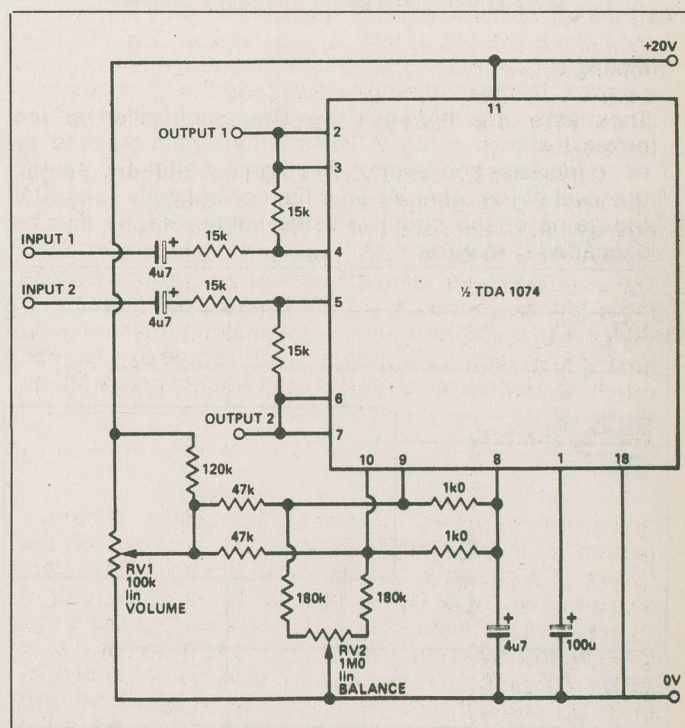 +20V
11
OUTPUT 1
2
3
15k
INPUT 1
15k
4
4u7
+
INPUT 2
15k
5
4u7
+
½ TDA 1074
15k
6
OUTPUT 2
7
10
9
8
1
18
120k
47k
1k0
47k
1k0
RV1
100k
lin
VOLUME
180k
180k
RV2
1M0
lin
BALANCE
+
4u7
+
100u
0V